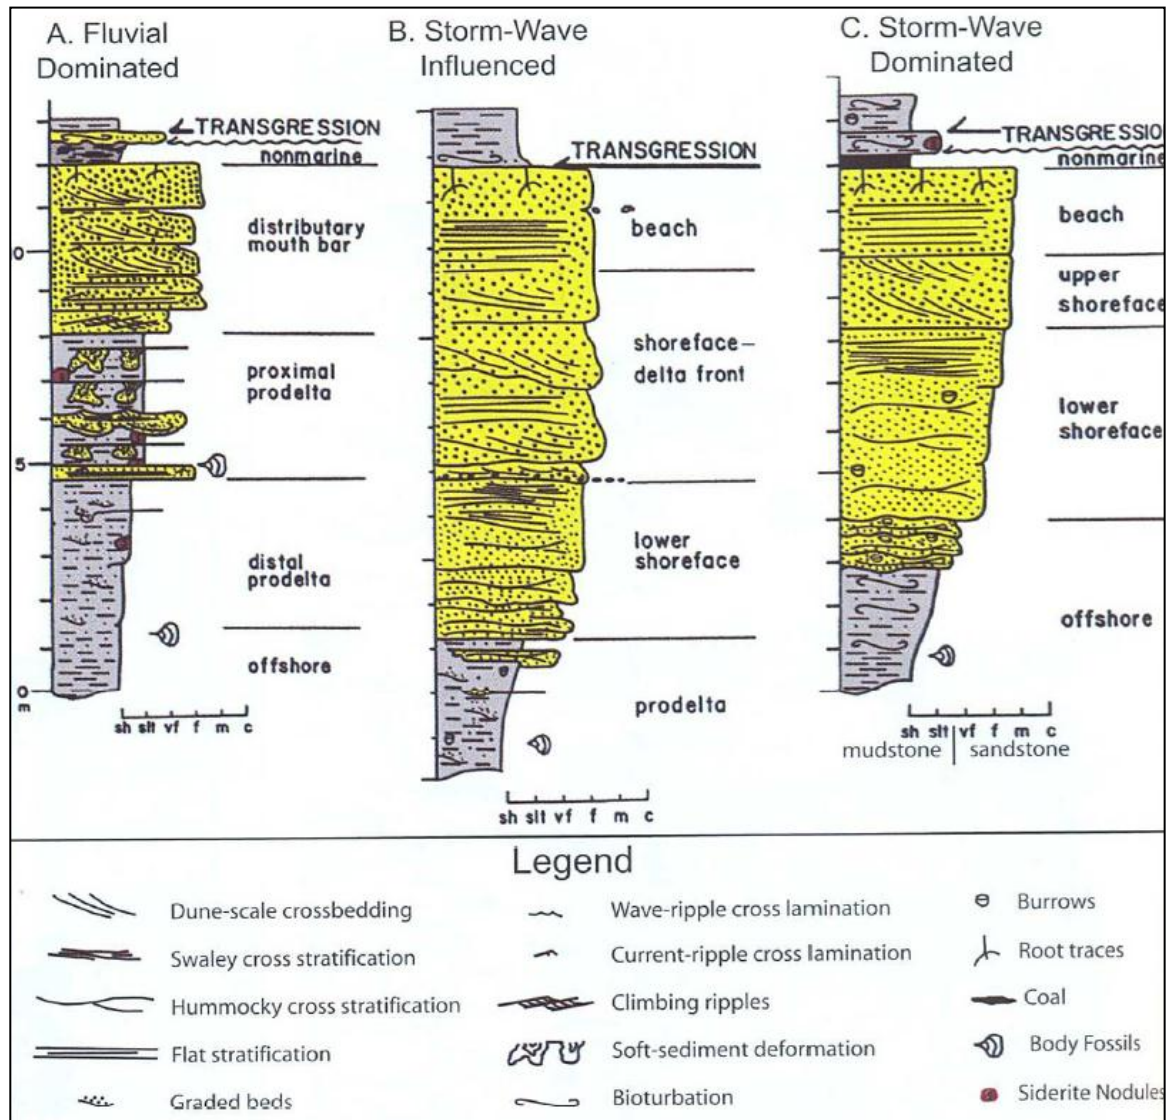 A. Fluvial
Dominated
TRANSGRESSION
nonmarine
distributary
mouth bar
proximal
prodelta
distal
prodelta
offshore
0
5
0
m
sh slt vf f m c
B. Storm-Wave
Influenced
TRANSGRESSION
beach
shoreface–
delta front
lower
shoreface
prodelta
sh slt vf f m c
C. Storm-Wave
Dominated
TRANSGRESSIO
nonmarine
beach
upper
shoreface
lower
shoreface
offshore
sh slt vf f m c
mudstone | sandstone
Legend
Dune-scale crossbedding
Swaley cross stratification
Hummocky cross stratification
Flat stratification
Graded beds
Wave-ripple cross lamination
Current-ripple cross lamination
Climbing ripples
Soft-sediment deformation
Bioturbation
Burrows
Root traces
Coal
Body Fossils
Siderite Nodules